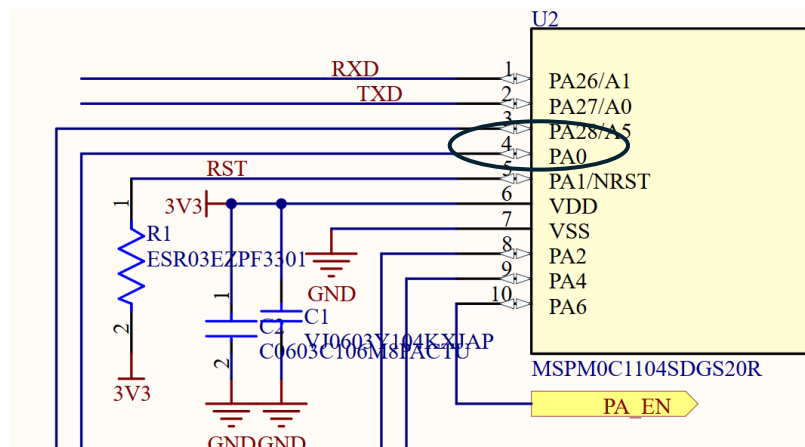 U2
RXD 1 PA26/A1
TXD 2 PA27/A0
3 PA28/A5
4 PA0
RST 5 PA1/NRST
3V3 6 VDD
7 VSS
8 PA2
9 PA4
10 PA6
1
R1
ESR03EZPF3301
2
3V3
GND
1
C2
C0603C106M8PACTU
2
C1
VJ0603Y104KXJAP
GND
GND
MSPM0C1104SDGS20R
PA_EN